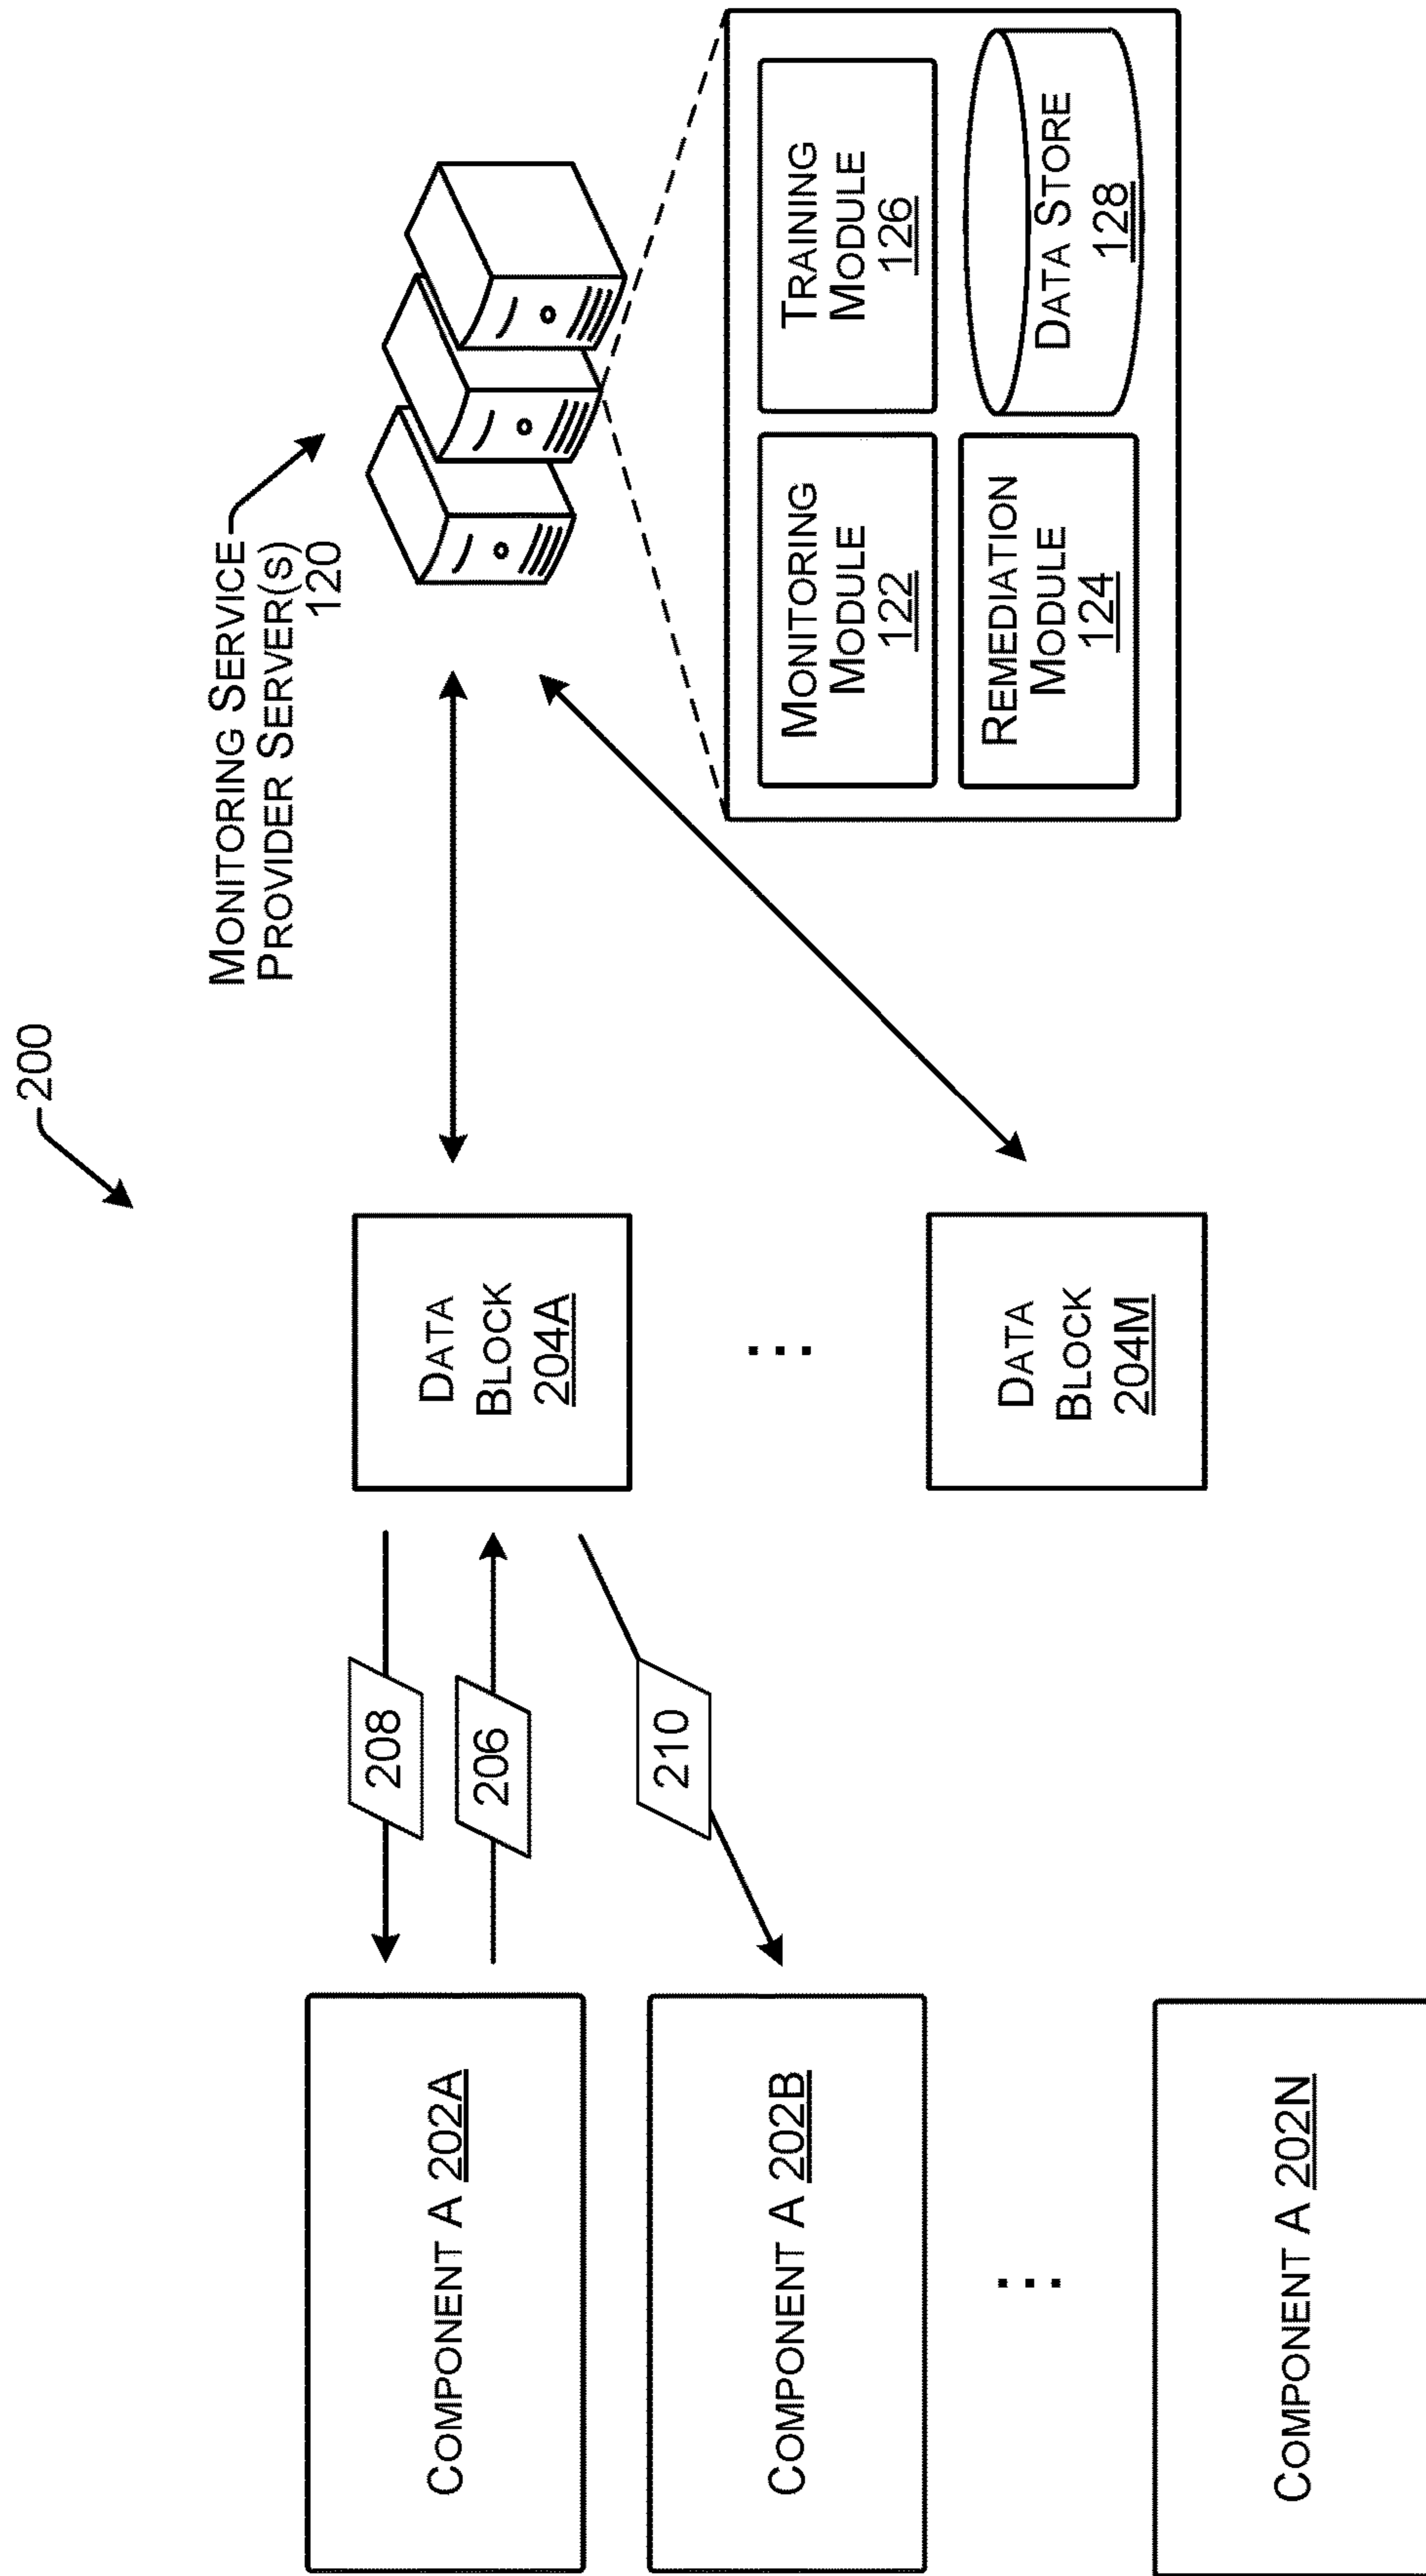 200
MONITORING SERVICE
PROVIDER SERVER(S)
120
COMPONENT A 202A
208
206
DATA
BLOCK
204A
COMPONENT A 202B
210
...
MONITORING
MODULE
122
TRAINING
MODULE
126
REMEDIATION
MODULE
124
DATA STORE
128
...
COMPONENT A 202N
DATA
BLOCK
204M